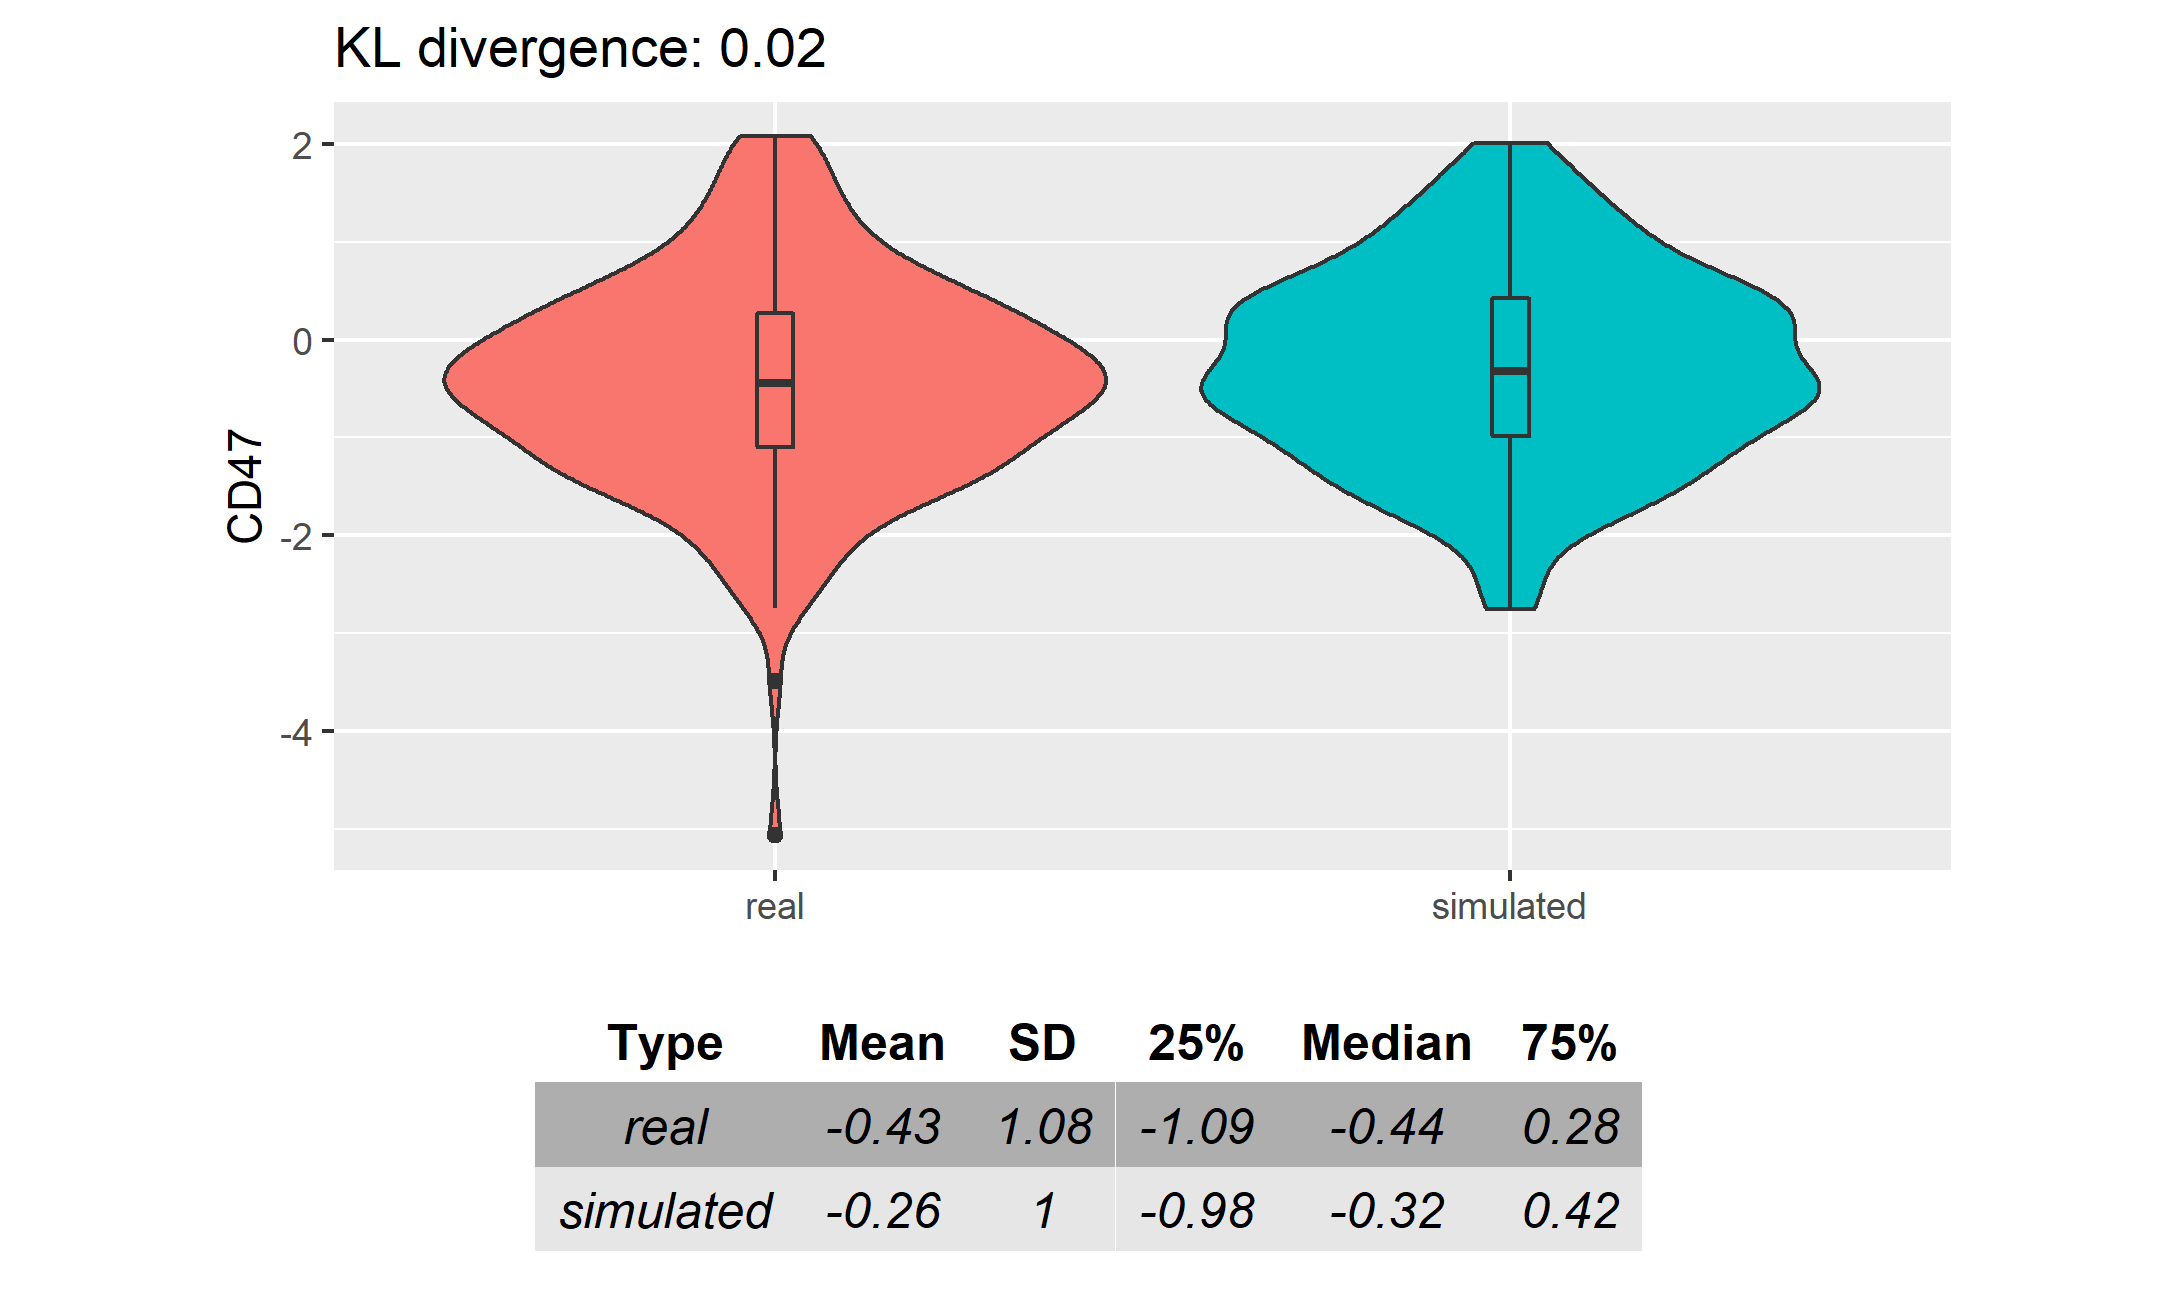 KL divergence: 0.02
2
0
-2
-4
CD47
real simulated
Type Mean SD 25% Median 75%
real -0.43 1.08 -1.09 -0.44 0.28
simulated -0.26 1 -0.98 -0.32 0.42